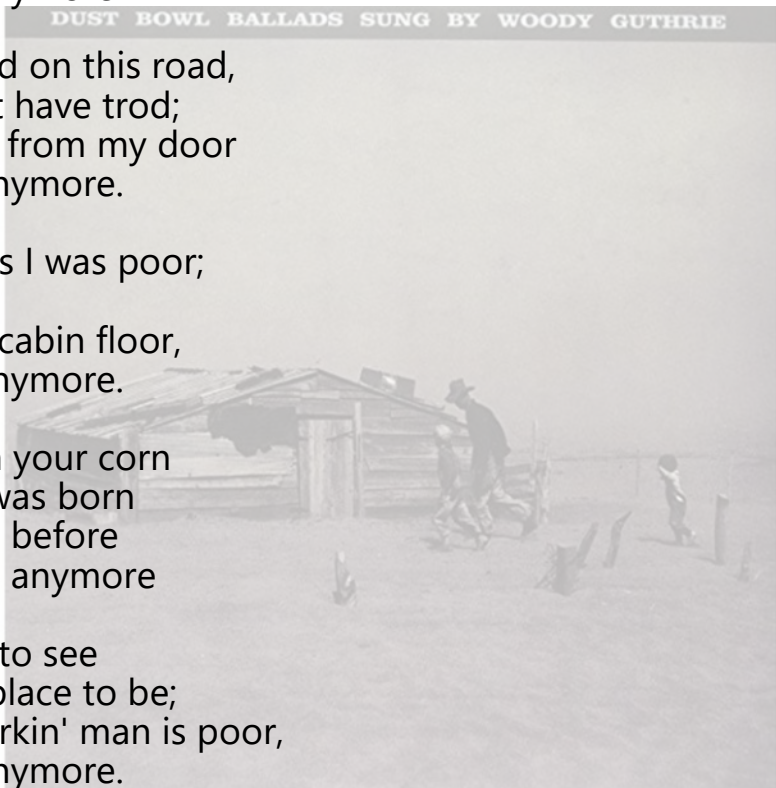 DUST BOWL BALLADS SUNG BY WOODY GUTHRIE
d on this road,
have trod;
from my door
nymore.
s I was poor;
cabin floor,
nymore.
your corn
was born
before
anymore
to see
place to be;
rkin' man is poor,
nymore.